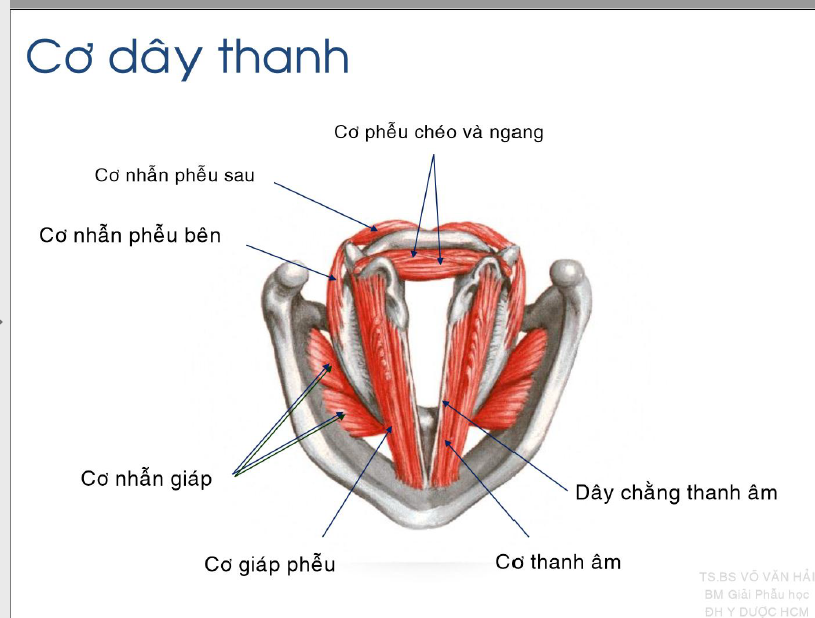 Cơ dây thanh
Cơ phễu chéo và ngang
Cơ nhẫn phễu sau
Cơ nhẫn phễu bên
Cơ nhẫn giáp
Dây chằng thanh âm
Cơ giáp phễu
Cơ thanh âm
TS.BS VÕ VĂN HẢI
BM Giải Phẫu học
ĐH Y DƯỢC HCM